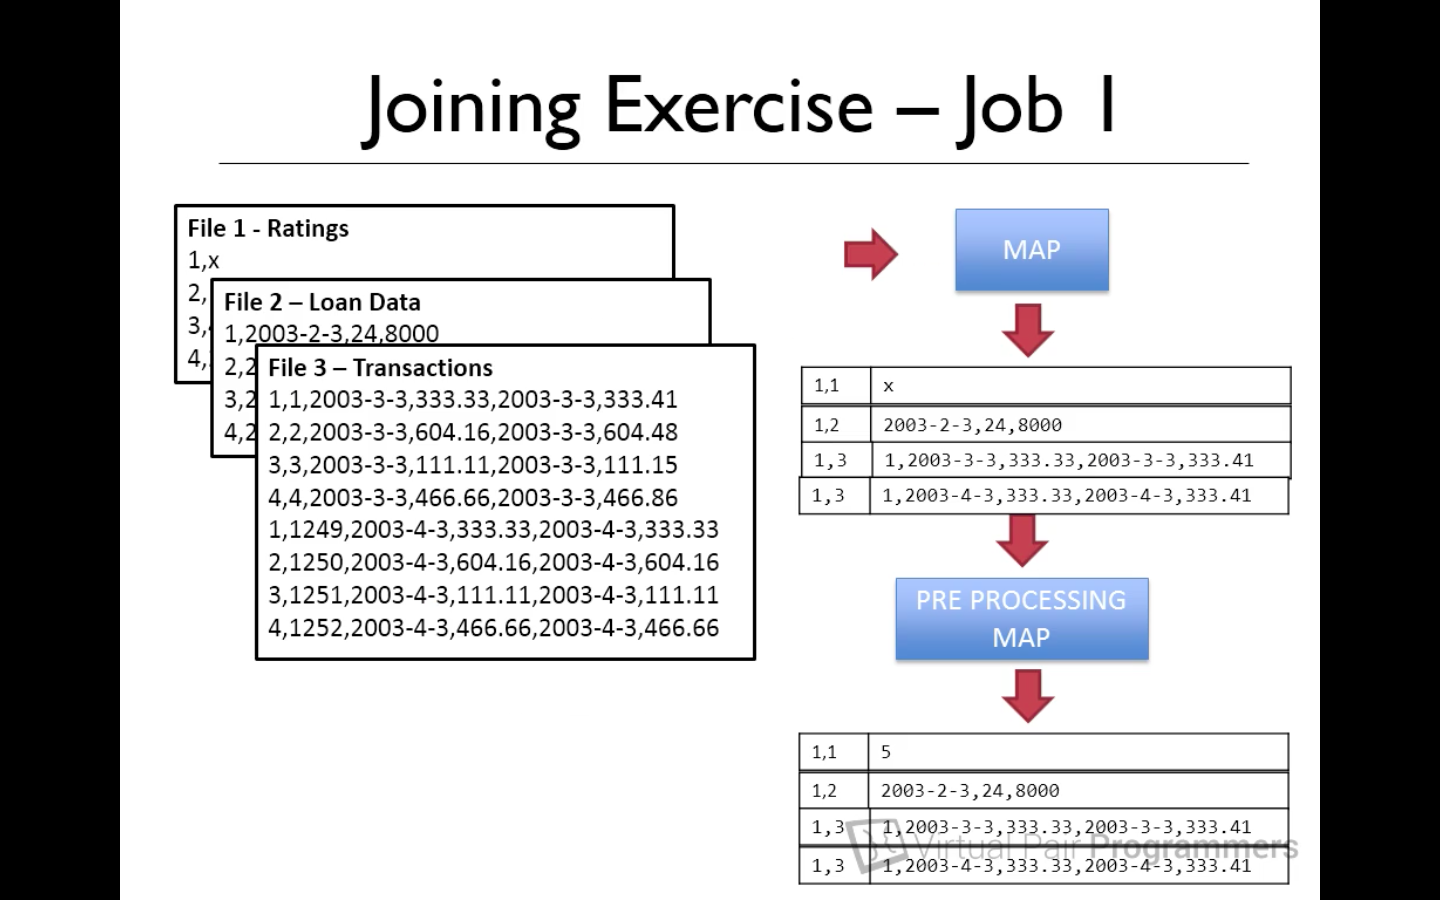 Joining Exercise – Job 1
File 1 - Ratings
1,x
2,
3,
4,
File 2 – Loan Data
1,2003-2-3,24,8000
2,2
3,2
4,2
File 3 – Transactions
1,1,2003-3-3,333.33,2003-3-3,333.41
2,2,2003-3-3,604.16,2003-3-3,604.48
3,3,2003-3-3,111.11,2003-3-3,111.15
4,4,2003-3-3,466.66,2003-3-3,466.86
1,1249,2003-4-3,333.33,2003-4-3,333.33
2,1250,2003-4-3,604.16,2003-4-3,604.16
3,1251,2003-4-3,111.11,2003-4-3,111.11
4,1252,2003-4-3,466.66,2003-4-3,466.66
MAP
1,1 x
1,2 2003-2-3,24,8000
1,3 1,2003-3-3,333.33,2003-3-3,333.41
1,3 1,2003-4-3,333.33,2003-4-3,333.41
PRE PROCESSING
MAP
1,1 5
1,2 2003-2-3,24,8000
1,3 1,2003-3-3,333.33,2003-3-3,333.41
Virtual Pair Programmers
1,3 1,2003-4-3,333.33,2003-4-3,333.41